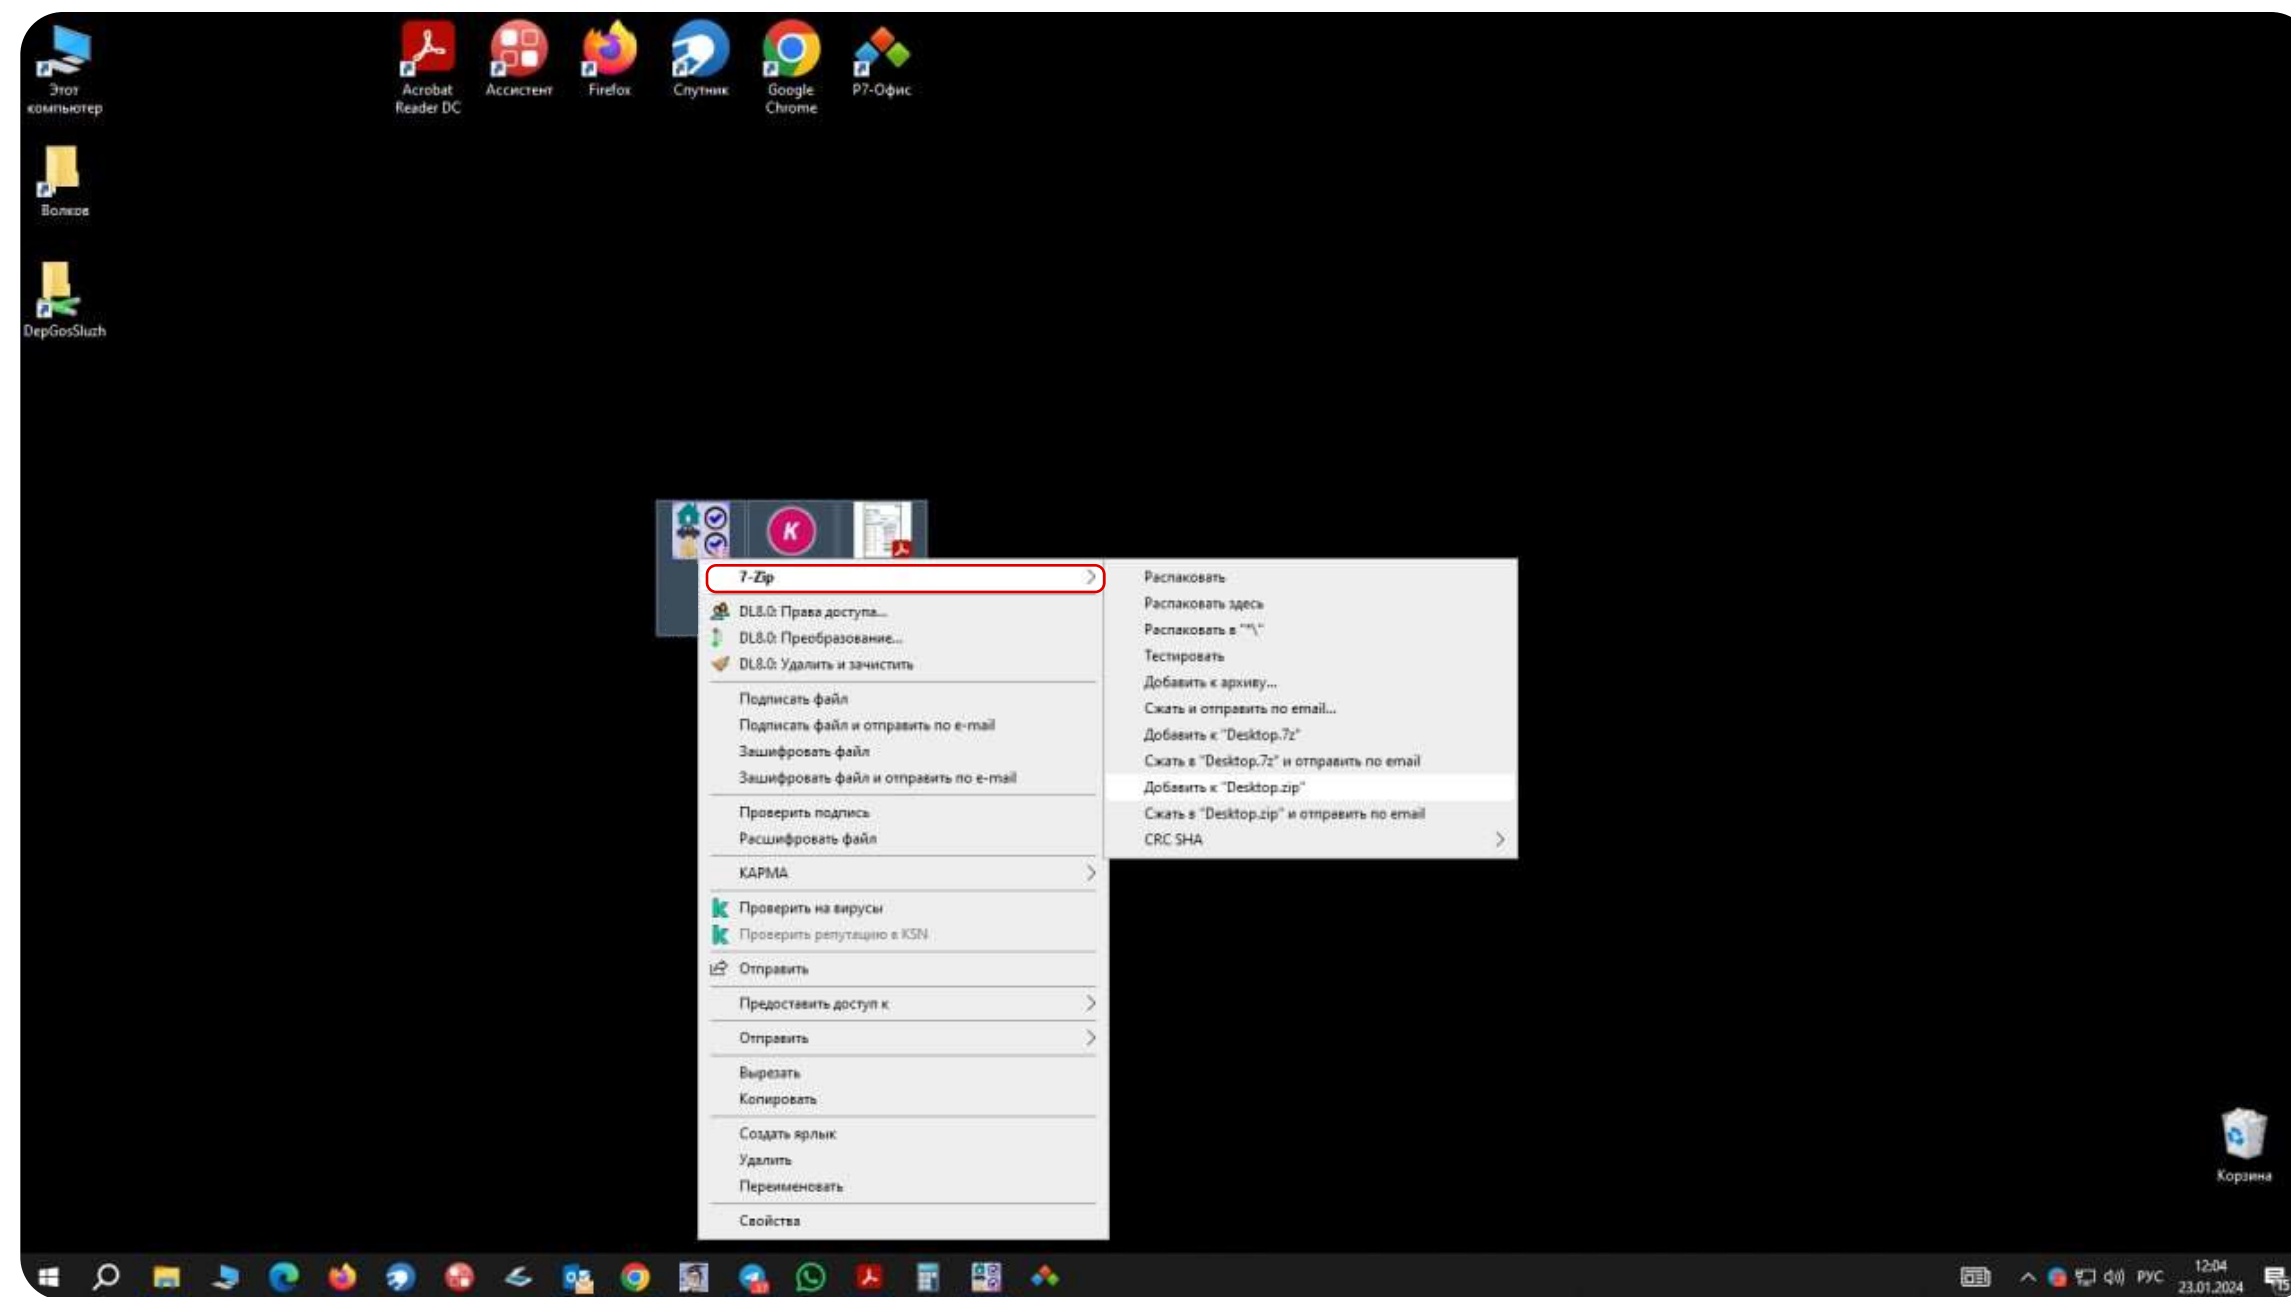 Этот
компьютер
Acrobat
Reader DC
Ассистент
Firefox
Спутник
Google
Chrome
Р7-Офис
Волков
DepGosSluzh
K
7-Zip
DL8.0: Права доступа...
DL8.0: Преобразование...
DL8.0: Удалить и зачистить
Подписать файл
Подписать файл и отправить по e-mail
Зашифровать файл
Зашифровать файл и отправить по e-mail
Проверить подпись
Расшифровать файл
КАРМА
Проверить на вирусы
Проверить репутацию в KSN
Отправить
Предоставить доступ к
Отправить
Вырезать
Копировать
Создать ярлык
Удалить
Переименовать
Свойства
Распаковать
Распаковать здесь
Распаковать в "*\"
Тестировать
Добавить к архиву...
Сжать и отправить по email...
Добавить к "Desktop.7z"
Сжать в "Desktop.7z" и отправить по email
Добавить к "Desktop.zip"
Сжать в "Desktop.zip" и отправить по email
CRC SHA
Корзина
РУС
12:04
23.01.2024
15